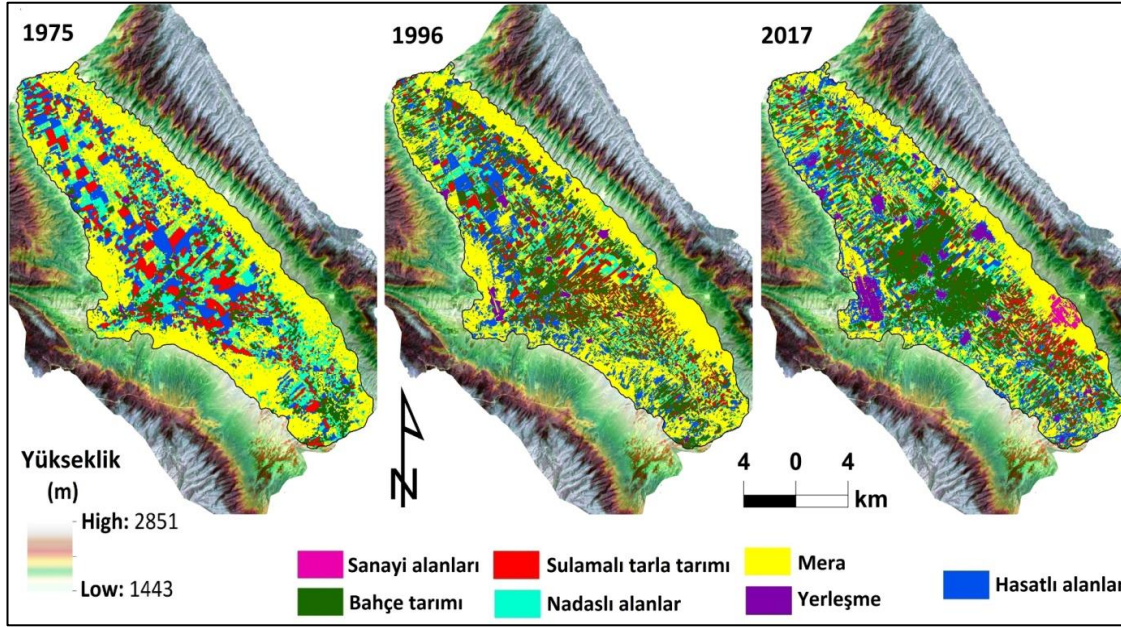 1975
1996
2017
Yükseklik
(m)
High: 2851
Low: 1443
N
4 0 4
km
Sanayi alanları
Sulamalı tarla tarımı
Mera
Hasatlı alanlar
Bahçe tarımı
Nadaslı alanlar
Yerleşme